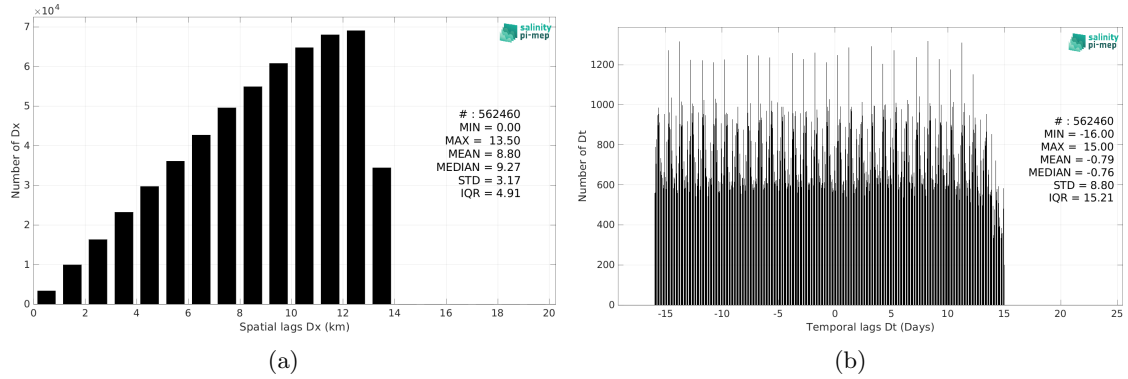 ×10⁴
7
6
5
4
3
2
1
0
Number of Dx
0 2 4 6 8 10 12 14 16 18 20
Spatial lags Dx (km)
salinity
pi-mep
# : 562460
MIN = 0.00
MAX = 13.50
MEAN = 8.80
MEDIAN = 9.27
STD = 3.17
IQR = 4.91
(a)
1200
1000
800
600
400
200
0
Number of Dt
-15 -10 -5 0 5 10 15 20 25
Temporal lags Dt (Days)
salinity
pi-mep
# : 562460
MIN = -16.00
MAX = 15.00
MEAN = -0.79
MEDIAN = -0.76
STD = 8.80
IQR = 15.21
(b)